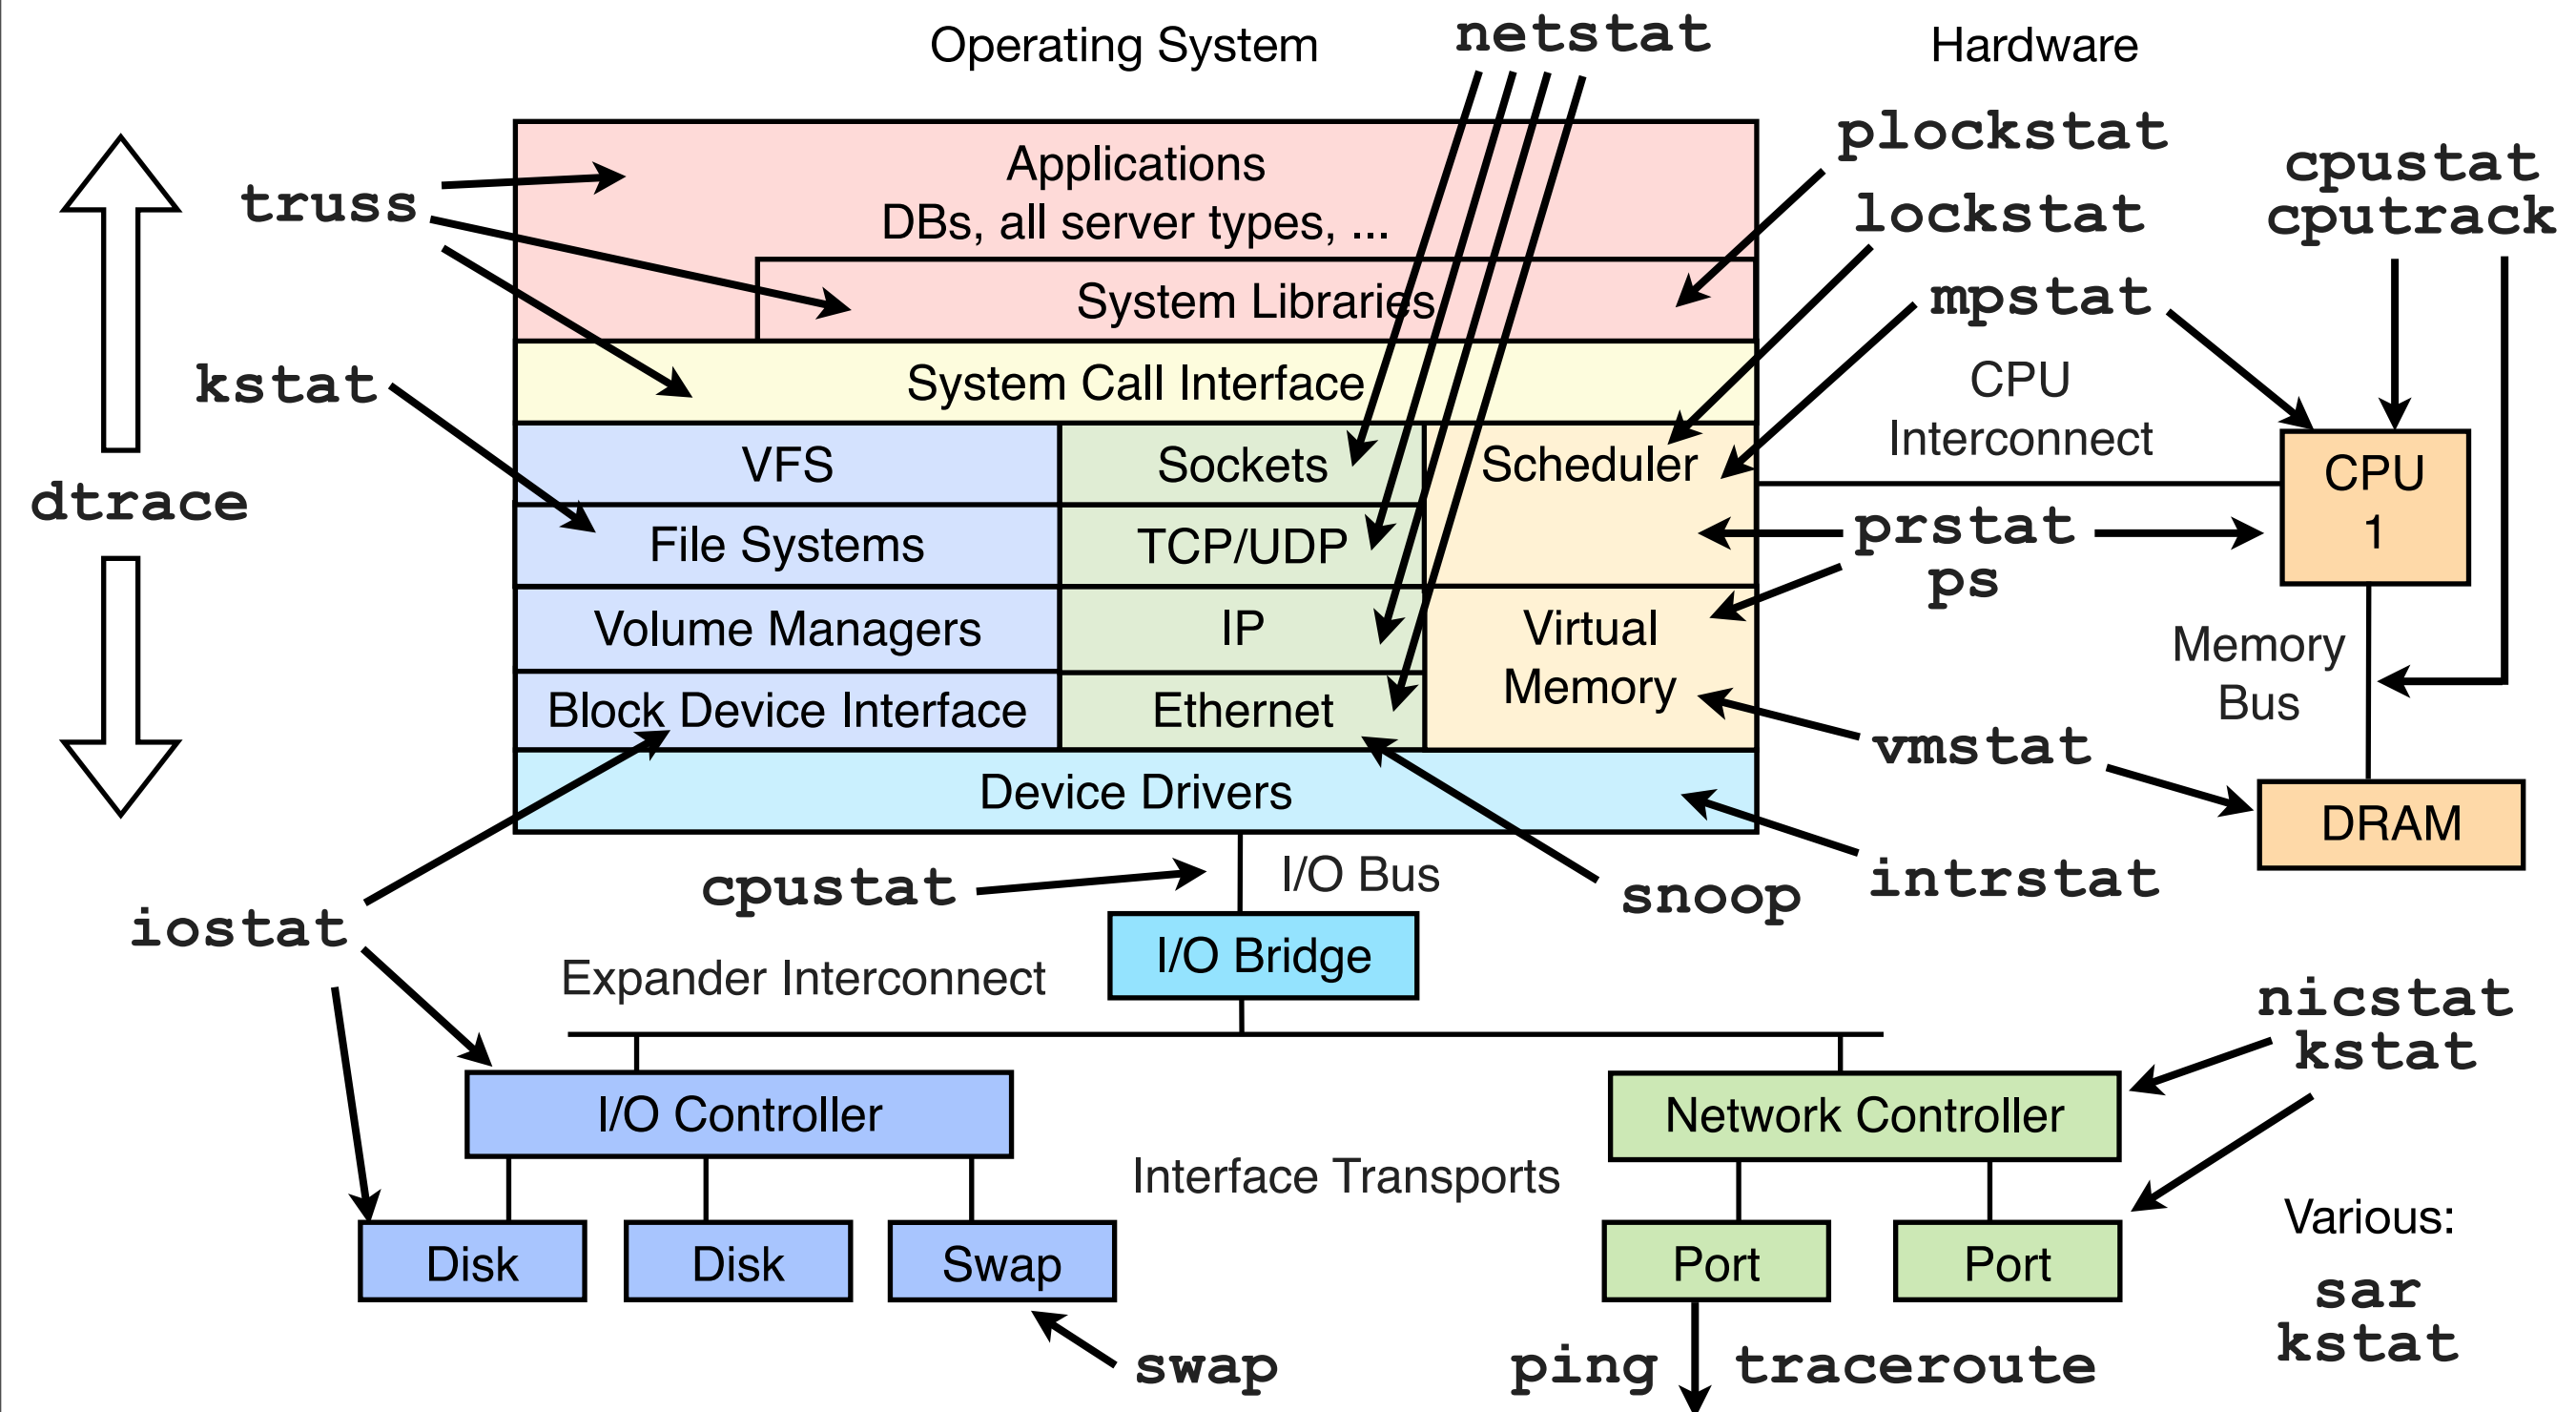 Operating System
netstat
Hardware
plockstat
cpustat
cputrack
truss
Applications
DBs, all server types, ...
lockstat
System Libraries
mpstat
kstat
System Call Interface
CPU
Interconnect
dtrace
VFS
Sockets
Scheduler
CPU
1
File Systems
TCP/UDP
prstat
ps
Volume Managers
IP
Virtual
Memory
Memory
Bus
Block Device Interface
Ethernet
vmstat
Device Drivers
DRAM
cpustat
I/O Bus
snoop
intrstat
iostat
I/O Bridge
Expander Interconnect
nicstat
kstat
I/O Controller
Network Controller
Interface Transports
Disk
Disk
Swap
Port
Port
Various:
sar
kstat
swap
ping
traceroute